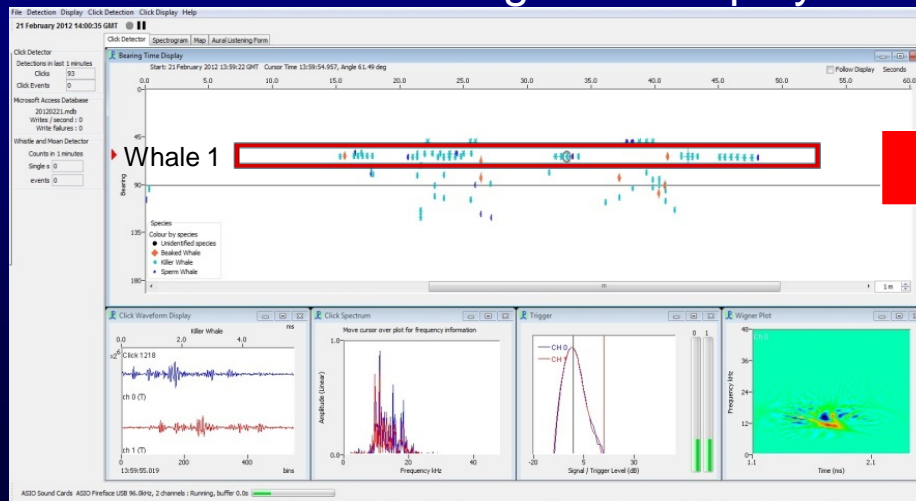 File Detection Display Click Detection Click Display Help
21 February 2012 14:00:35 GMT
Click Detector Spectrogram Map Aural Listening Form
Click Detector
Detections in last 1 minutes
Clicks 93
Click Events 0
Microsoft Access Database
20120221.mdb
Writes / second : 0
Write failures : 0
Whistle and Moan Detector
Counts in 1 minutes
Single s 0
events 0
Bearing Time Display
Start: 21 February 2012 13:59:22 GMT Cursor Time 13:59:54.957, Angle 61.49 deg
Follow Display Seconds
0.0 5.0 10.0 15.0 20.0 25.0 30.0 35.0 40.0 45.0 50.0 55.0 60.0
0
45
Whale 1
90
Bearing
135
180
Species
Colour by species
Unidentified species
Beaked Whale
Killer Whale
Sperm Whale
1 m
Click Waveform Display
Killer Whale ms
0.0 2.0 4.0
Click 1218
ch 0 (T)
ch 1 (T)
0 200 400
13:59:55.019 bins
Click Spectrum
Move cursor over plot for frequency information
1.0
Amplitude (Linear)
0.0
0 20 40
Frequency kHz
Trigger
0 1
CH 0
CH 1
-20 5 30
Signal / Trigger Level (dB)
Wigner Plot
Ch 0
40
36
24
12
0
Frequency kHz
1.1 2.1
Time (ms)
ASIO Sound Cards ASIO Fireface USB 96.0kHz, 2 channels : Running, buffer 0.0s